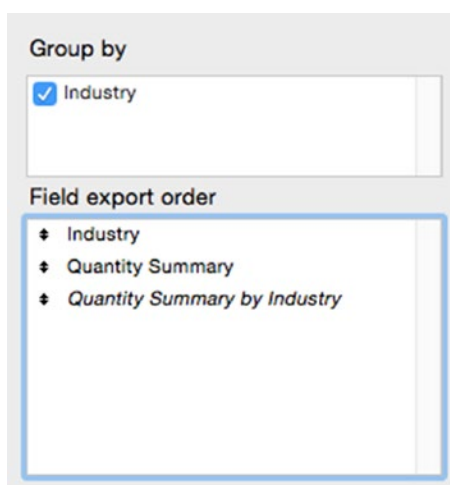 Group by
Industry
Field export order
Industry
Quantity Summary
Quantity Summary by Industry